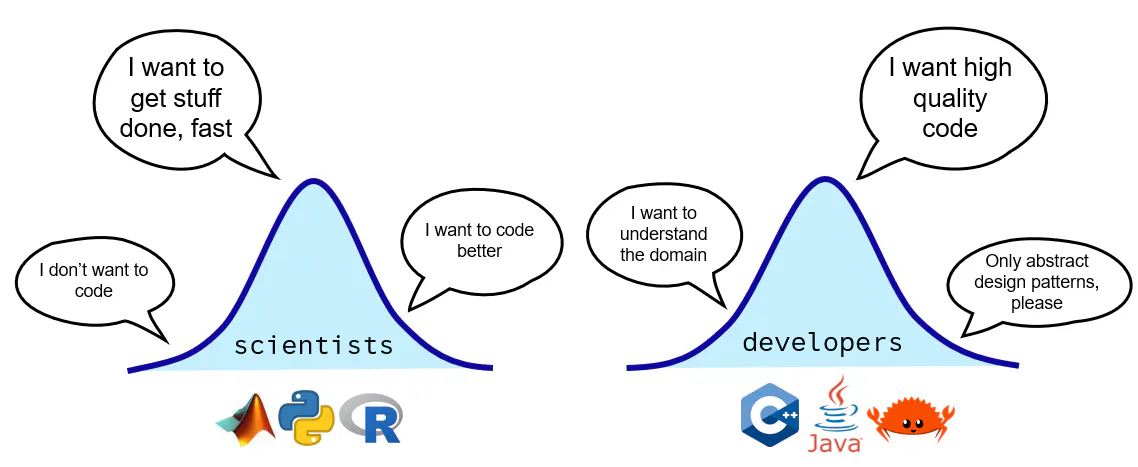 I want to
get stuff
done, fast
I don't want to
code
I want to code
better
scientists
R
I want to
understand
the domain
I want high
quality
code
Only abstract
design patterns,
please
developers
C++
Java